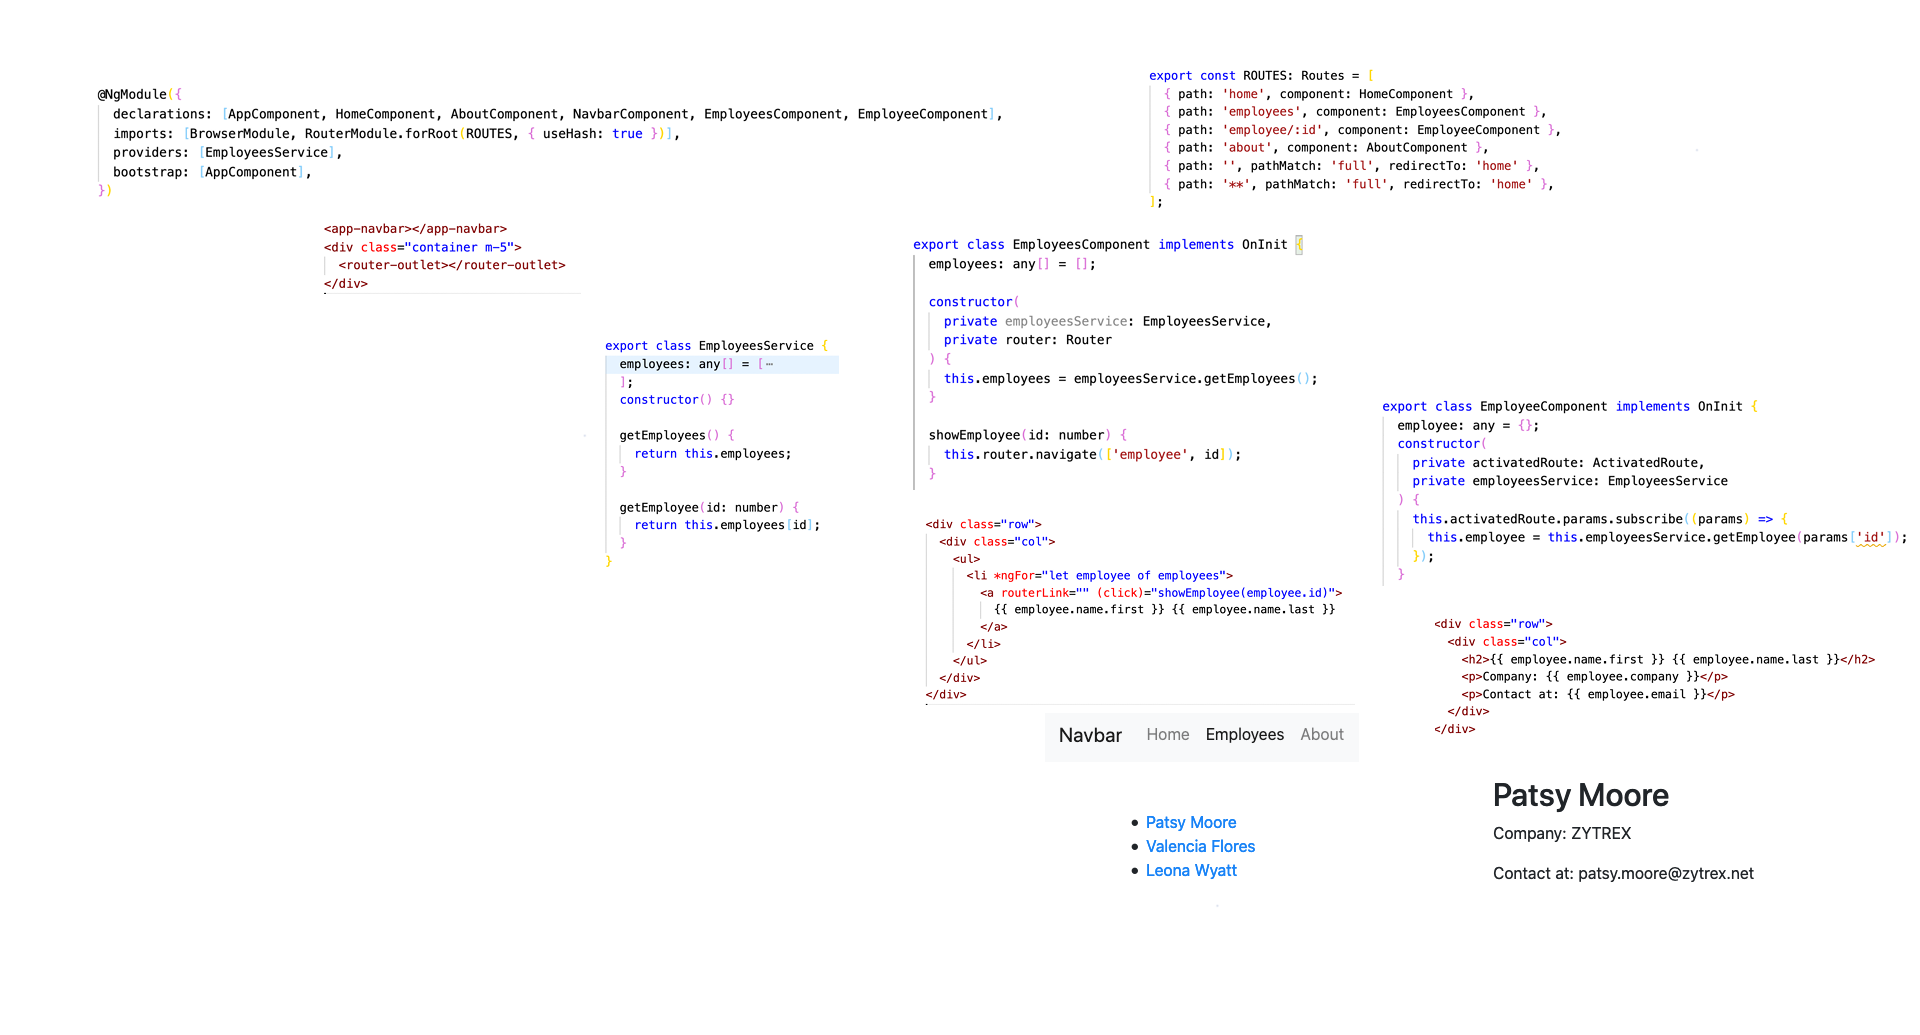 @NgModule({
  declarations: [AppComponent, HomeComponent, AboutComponent, NavbarComponent, EmployeesComponent, EmployeeComponent],
  imports: [BrowserModule, RouterModule.forRoot(ROUTES, { useHash: true })],
  providers: [EmployeesService],
  bootstrap: [AppComponent],
})
export const ROUTES: Routes = [
  { path: 'home', component: HomeComponent },
  { path: 'employees', component: EmployeesComponent },
  { path: 'employee/:id', component: EmployeeComponent },
  { path: 'about', component: AboutComponent },
  { path: '', pathMatch: 'full', redirectTo: 'home' },
  { path: '**', pathMatch: 'full', redirectTo: 'home' },
];
<app-navbar></app-navbar>
<div class="container m-5">
  <router-outlet></router-outlet>
</div>
export class EmployeesService {
  employees: any[] = [⋯
  ];
  constructor() {}
  getEmployees() {
    return this.employees;
  }
  getEmployee(id: number) {
    return this.employees[id];
  }
}
export class EmployeesComponent implements OnInit {
  employees: any[] = [];
  constructor(
    private employeesService: EmployeesService,
    private router: Router
  ) {
    this.employees = employeesService.getEmployees();
  }
  showEmployee(id: number) {
    this.router.navigate(['employee', id]);
  }
<div class="row">
  <div class="col">
    <ul>
      <li *ngFor="let employee of employees">
        <a routerLink="" (click)="showEmployee(employee.id)">
          {{ employee.name.first }} {{ employee.name.last }}
        </a>
      </li>
    </ul>
  </div>
</div>
Navbar Home Employees About
• Patsy Moore
• Valencia Flores
• Leona Wyatt
export class EmployeeComponent implements OnInit {
  employee: any = {};
  constructor(
    private activatedRoute: ActivatedRoute,
    private employeesService: EmployeesService
  ) {
    this.activatedRoute.params.subscribe((params) => {
      this.employee = this.employeesService.getEmployee(params['id']);
    });
  }
<div class="row">
  <div class="col">
    <h2>{{ employee.name.first }} {{ employee.name.last }}</h2>
    <p>Company: {{ employee.company }}</p>
    <p>Contact at: {{ employee.email }}</p>
  </div>
</div>
Patsy Moore
Company: ZYTREX
Contact at: patsy.moore@zytrex.net